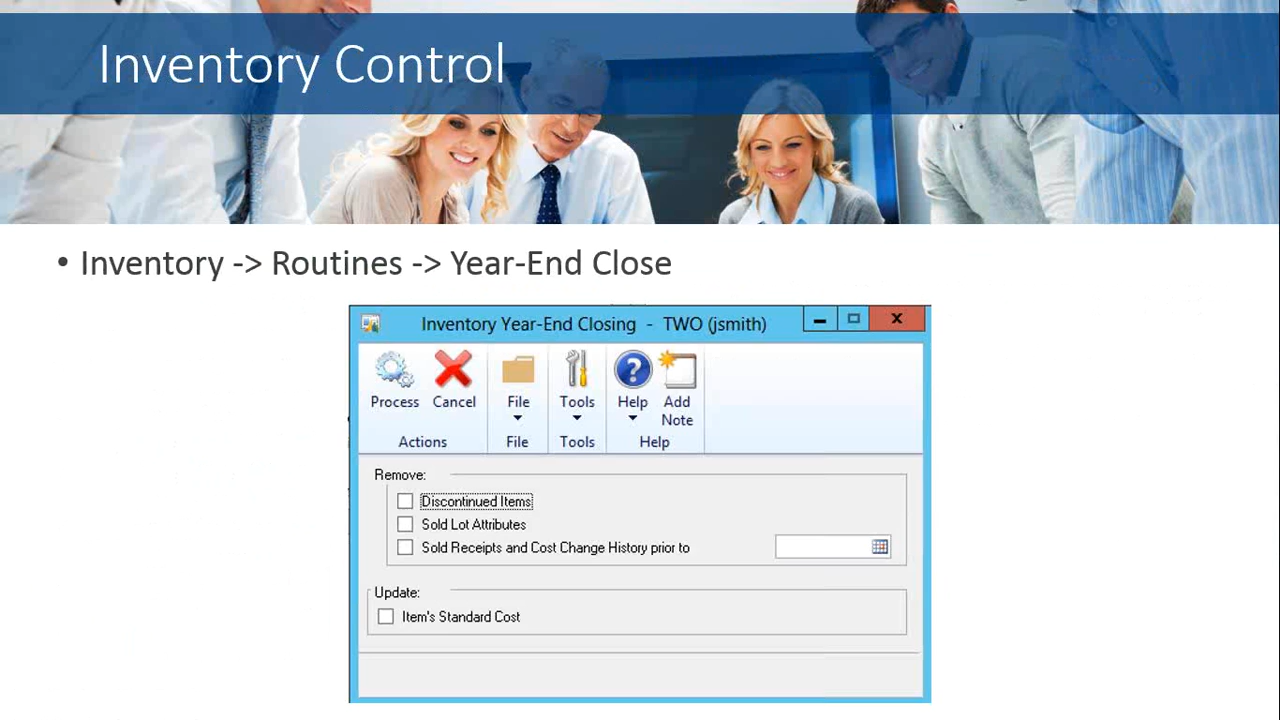 Inventory Control
• Inventory -> Routines -> Year-End Close
Inventory Year-End Closing - TWO (jsmith)
Process Cancel File Tools Help Add Note
Actions File Tools Help
Remove:
Discontinued Items
Sold Lot Attributes
Sold Receipts and Cost Change History prior to
Update:
Item's Standard Cost